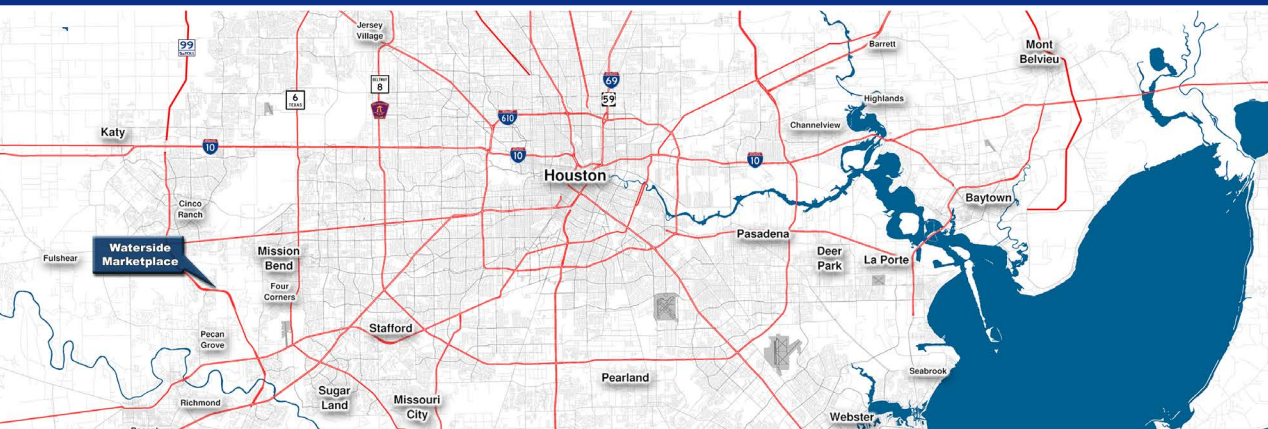 Jersey
Village
99
Barrett
Mont
Belvieu
69
BELTWAY
8
59
6
TEXAS
Highlands
610
Channelview
Katy
10
10
10
Houston
Cinco
Ranch
Baytown
Pasadena
Waterside
Marketplace
Mission
Bend
Deer
Park
Fulshear
La Porte
Four
Corners
Stafford
Pecan
Grove
Seabrook
Pearland
Sugar
Land
Missouri
City
Richmond
Webster